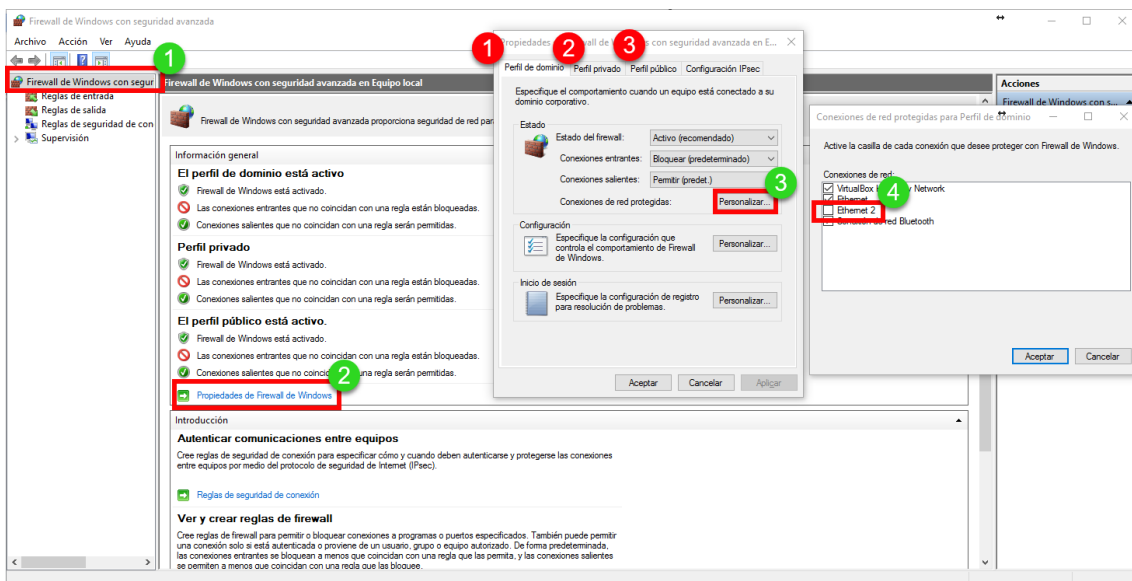 Firewall de Windows con seguridad avanzada
Archivo Acción Ver Ayuda
1
Firewall de Windows con segur
Reglas de entrada
Reglas de salida
Reglas de seguridad de con
Supervisión
Firewall de Windows con seguridad avanzada en Equipo local
Firewall de Windows con seguridad avanzada proporciona seguridad de red par
Información general
El perfil de dominio está activo
Firewall de Windows está activado.
Las conexiones entrantes que no coincidan con una regla están bloqueadas.
Conexiones salientes que no coincidan con una regla serán permitidas.
Perfil privado
Firewall de Windows está activado.
Las conexiones entrantes que no coincidan con una regla están bloqueadas.
Conexiones salientes que no coincidan con una regla serán permitidas.
El perfil público está activo.
Firewall de Windows está activado.
Las conexiones entrantes que no coincidan con una regla están bloqueadas.
Conexiones salientes que no coincidan con una regla serán permitidas.
2
Propiedades de Firewall de Windows
Introducción
Autenticar comunicaciones entre equipos
Cree reglas de seguridad de conexión para especificar cómo y cuando deben autenticarse y protegerse las conexiones
entre equipos por medio del protocolo de seguridad de Internet (IPsec).
Reglas de seguridad de conexión
Ver y crear reglas de firewall
Cree reglas de firewall para permitir o bloquear conexiones a programas o puertos especificados. También puede permitir
una conexión solo si está autenticada o proviene de un usuario, grupo o equipo autorizado. De forma predeterminada,
las conexiones entrantes se bloquean a menos que coincidan con una regla que las permita, y las conexiones salientes
se permiten a menos que coincidan con una regla que las bloquee.
1 2 3
Propiedades wall de W s con seguridad avanzada en E...
Perfil de dominio Perfil privado Perfil público Configuración IPsec
Especifique el comportamiento cuando un equipo está conectado a su
dominio corporativo.
Estado
Estado del firewall: Activo (recomendado)
Conexiones entrantes: Bloquear (predeterminado)
Conexiones salientes: Permitir (predet.)
3
Conexiones de red protegidas: Personalizar...
Configuración
Especifique la configuración que
controla el comportamiento de Firewall
de Windows.
Personalizar...
Inicio de sesión
Especifique la configuración de registro
para resolución de problemas.
Personalizar...
Aceptar Cancelar Aplicar
Acciones
Firewall de Windows con s...
Conexiones de red protegidas para Perfil de dominio
Active la casilla de cada conexión que desee proteger con Firewall de Windows.
Conexiones de red:
VirtualBox y Network
4
Ethernet
Ethernet 2
Conexión de red Bluetooth
Aceptar Cancelar